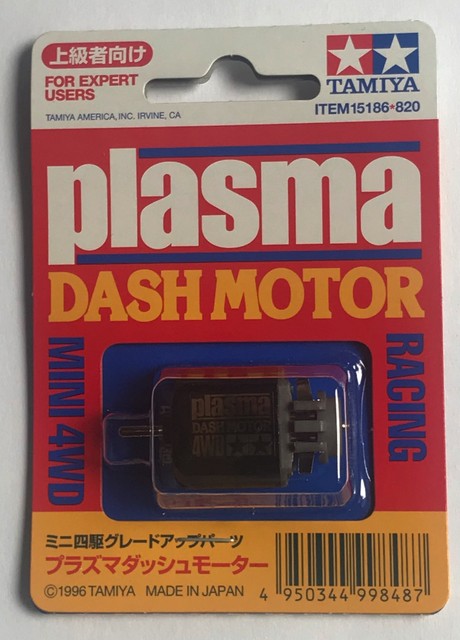 上級者向け
FOR EXPERT
USERS
TAMIYA AMERICA, INC. IRVINE, CA
TAMIYA
ITEM 15186*820
plasma
DASH MOTOR
MINI 4WD
RACING
plasma
DASH MOTOR
4WD
ミニ四駆グレードアップパーツ
プラズマダッシュモーター
©1996 TAMIYA MADE IN JAPAN
4 950344 998487